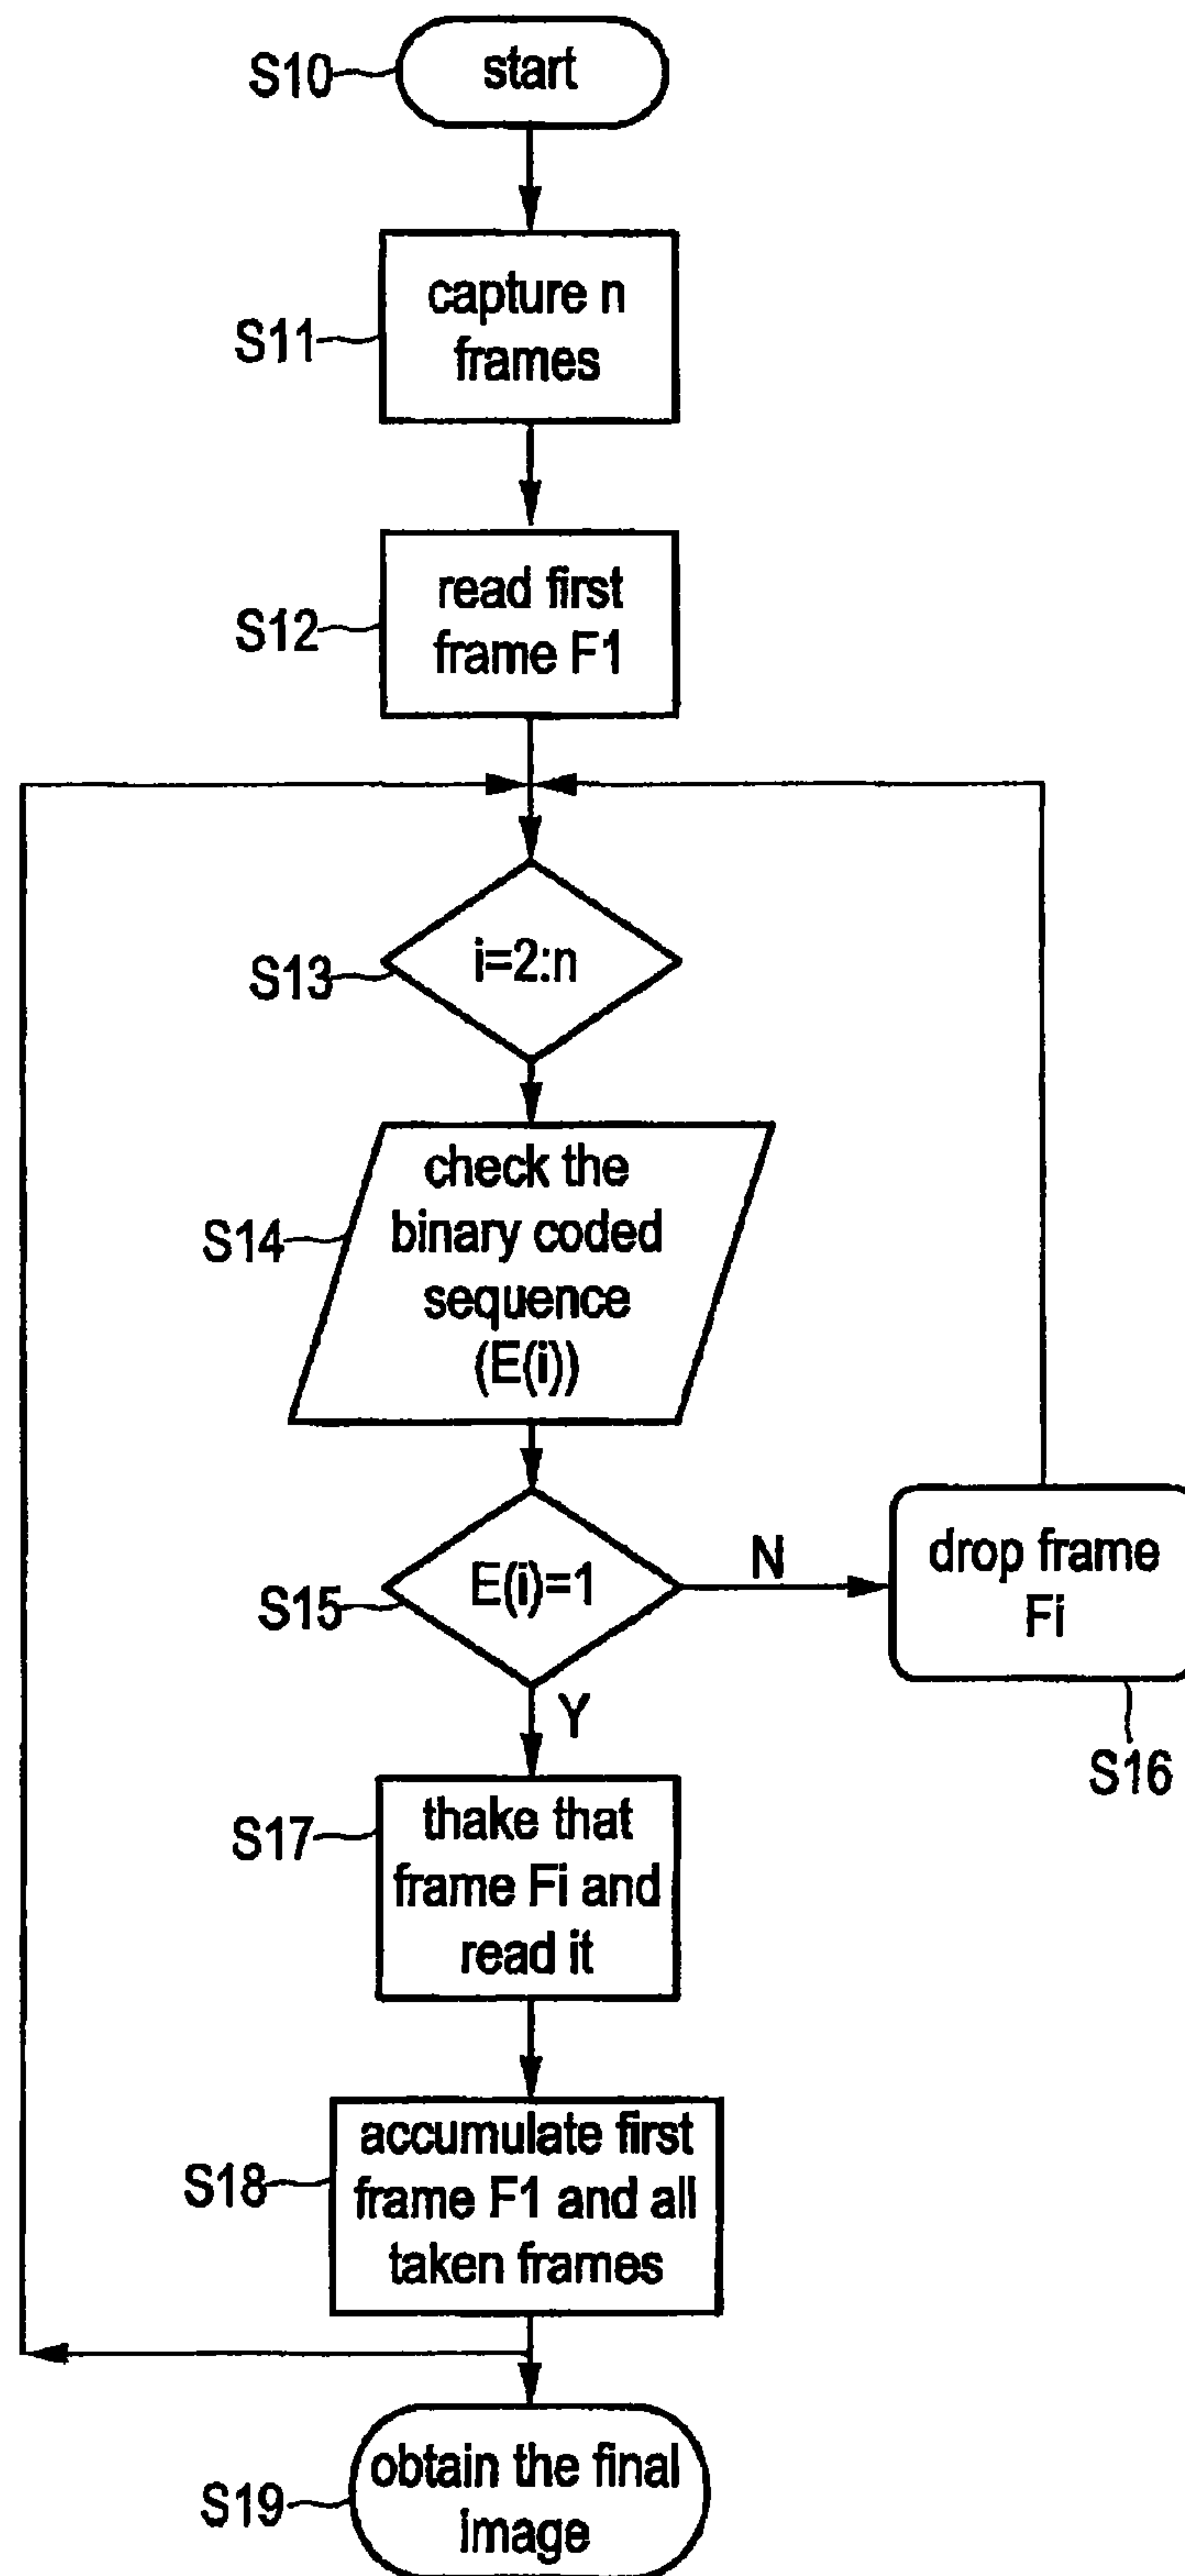 S10
start
S11
capture n
frames
S12
read first
frame F1
S13
i=2:n
S14
check the
binary coded
sequence
(E(i))
S15
E(i)=1
N
drop frame
Fi
S16
Y
S17
thake that
frame Fi and
read it
S18
accumulate first
frame F1 and all
taken frames
S19
obtain the final
image